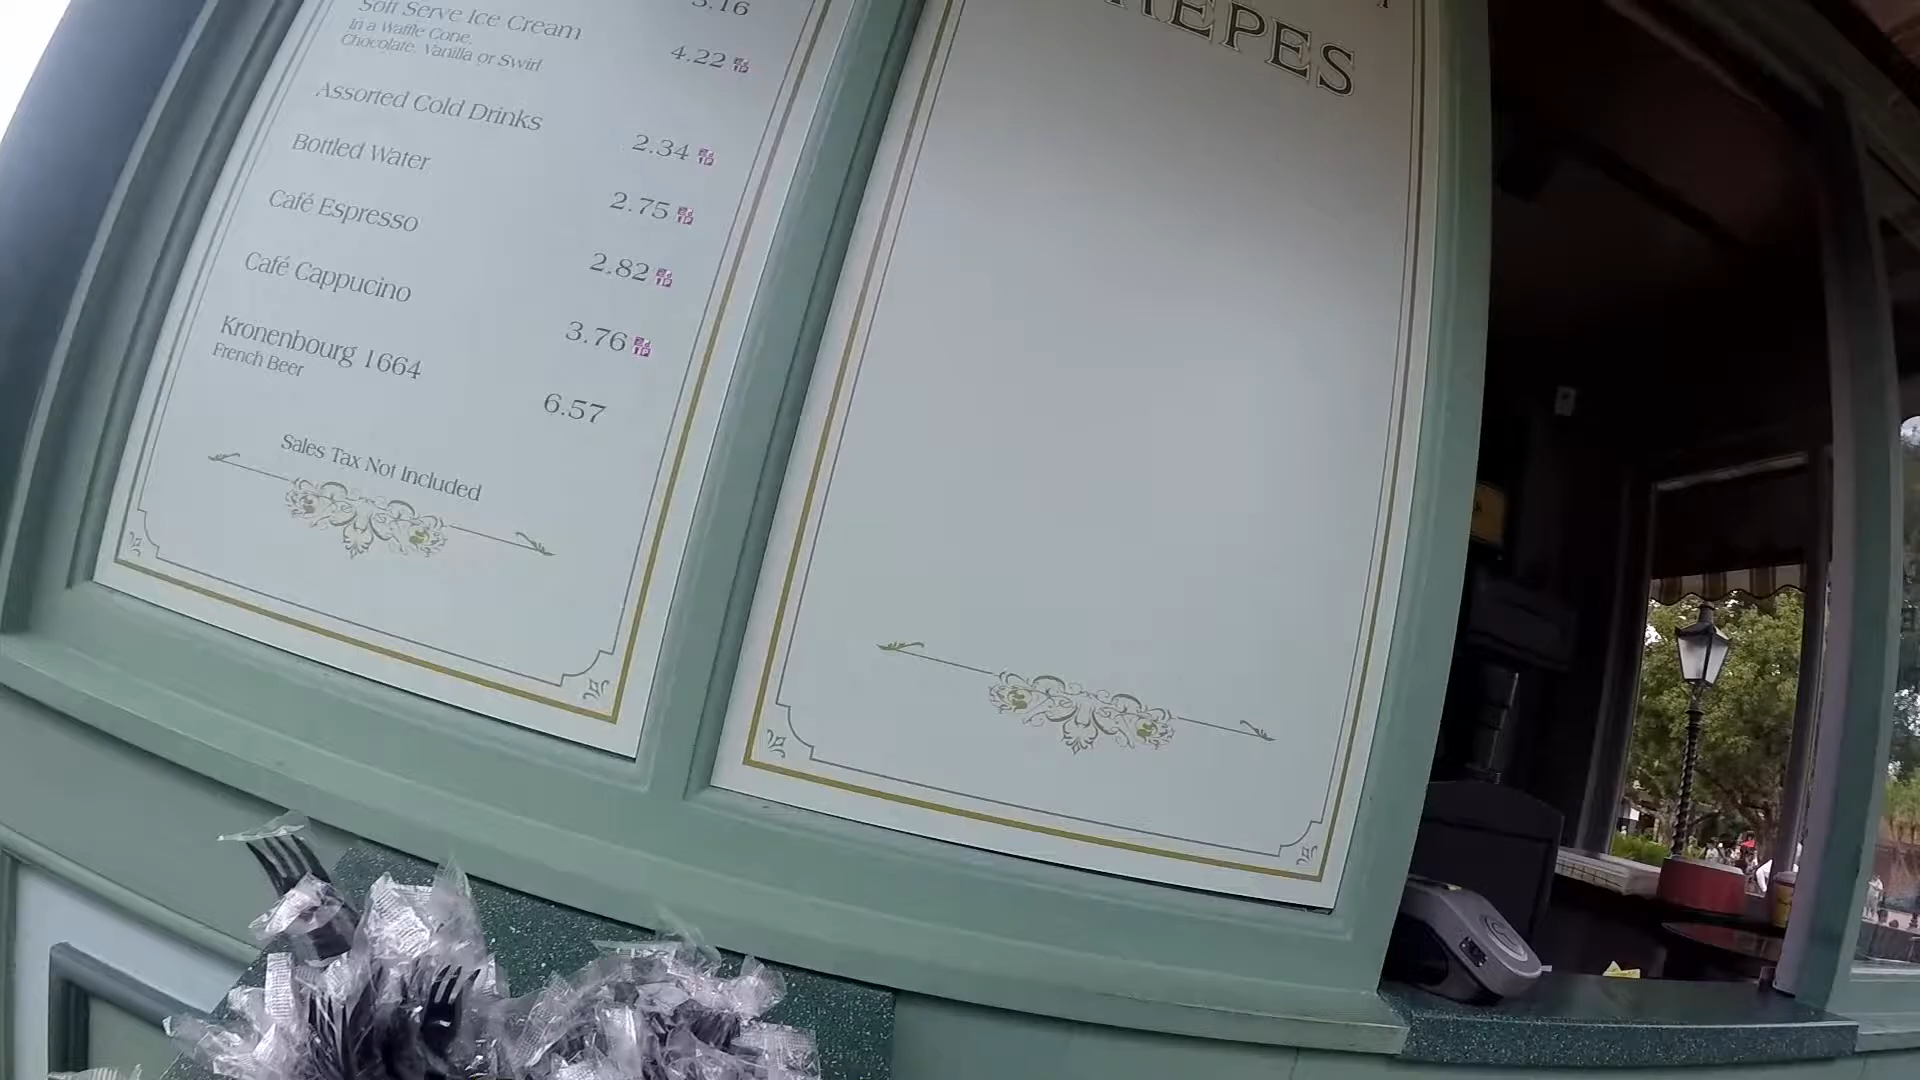 3.16
Soft Serve Ice Cream
In a Waffle Cone.
Chocolate, Vanilla or Swirl
4.22
Assorted Cold Drinks
2.34
Bottled Water
2.75
Café Espresso
2.82
Café Cappucino
3.76
Kronenbourg 1664
French Beer
6.57
Sales Tax Not Included
REPES